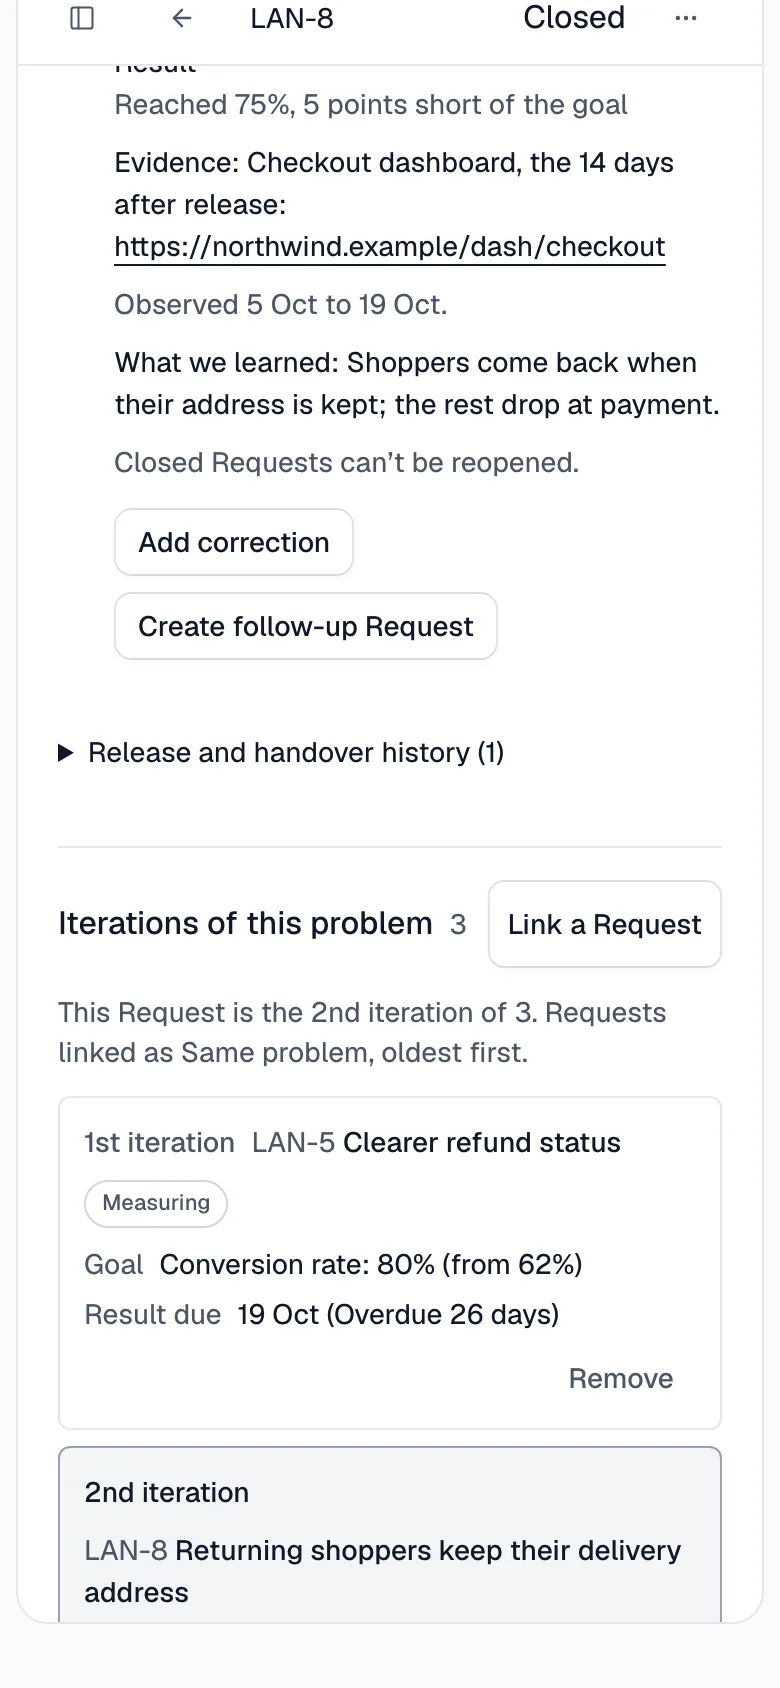 LAN-8
Closed
Result
Reached 75%, 5 points short of the goal
Evidence: Checkout dashboard, the 14 days
after release:
https://northwind.example/dash/checkout
Observed 5 Oct to 19 Oct.
What we learned: Shoppers come back when
their address is kept; the rest drop at payment.
Closed Requests can’t be reopened.
Add correction
Create follow-up Request
Release and handover history (1)
Iterations of this problem 3
Link a Request
This Request is the 2nd iteration of 3. Requests
linked as Same problem, oldest first.
1st iteration LAN-5 Clearer refund status
Measuring
Goal Conversion rate: 80% (from 62%)
Result due 19 Oct (Overdue 26 days)
Remove
2nd iteration
LAN-8 Returning shoppers keep their delivery
address